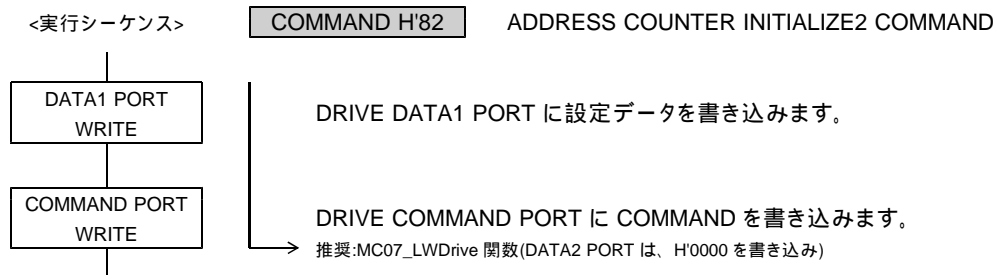 <実行シーケンス> COMMAND H'82 ADDRESS COUNTER INITIALIZE2 COMMAND
DATA1 PORT
WRITE
DRIVE DATA1 PORT に設定データを書き込みます。
COMMAND PORT
WRITE
DRIVE COMMAND PORT に COMMAND を書き込みます。
推奨:MC07_LWDrive 関数(DATA2 PORT は、H'0000 を書き込み)